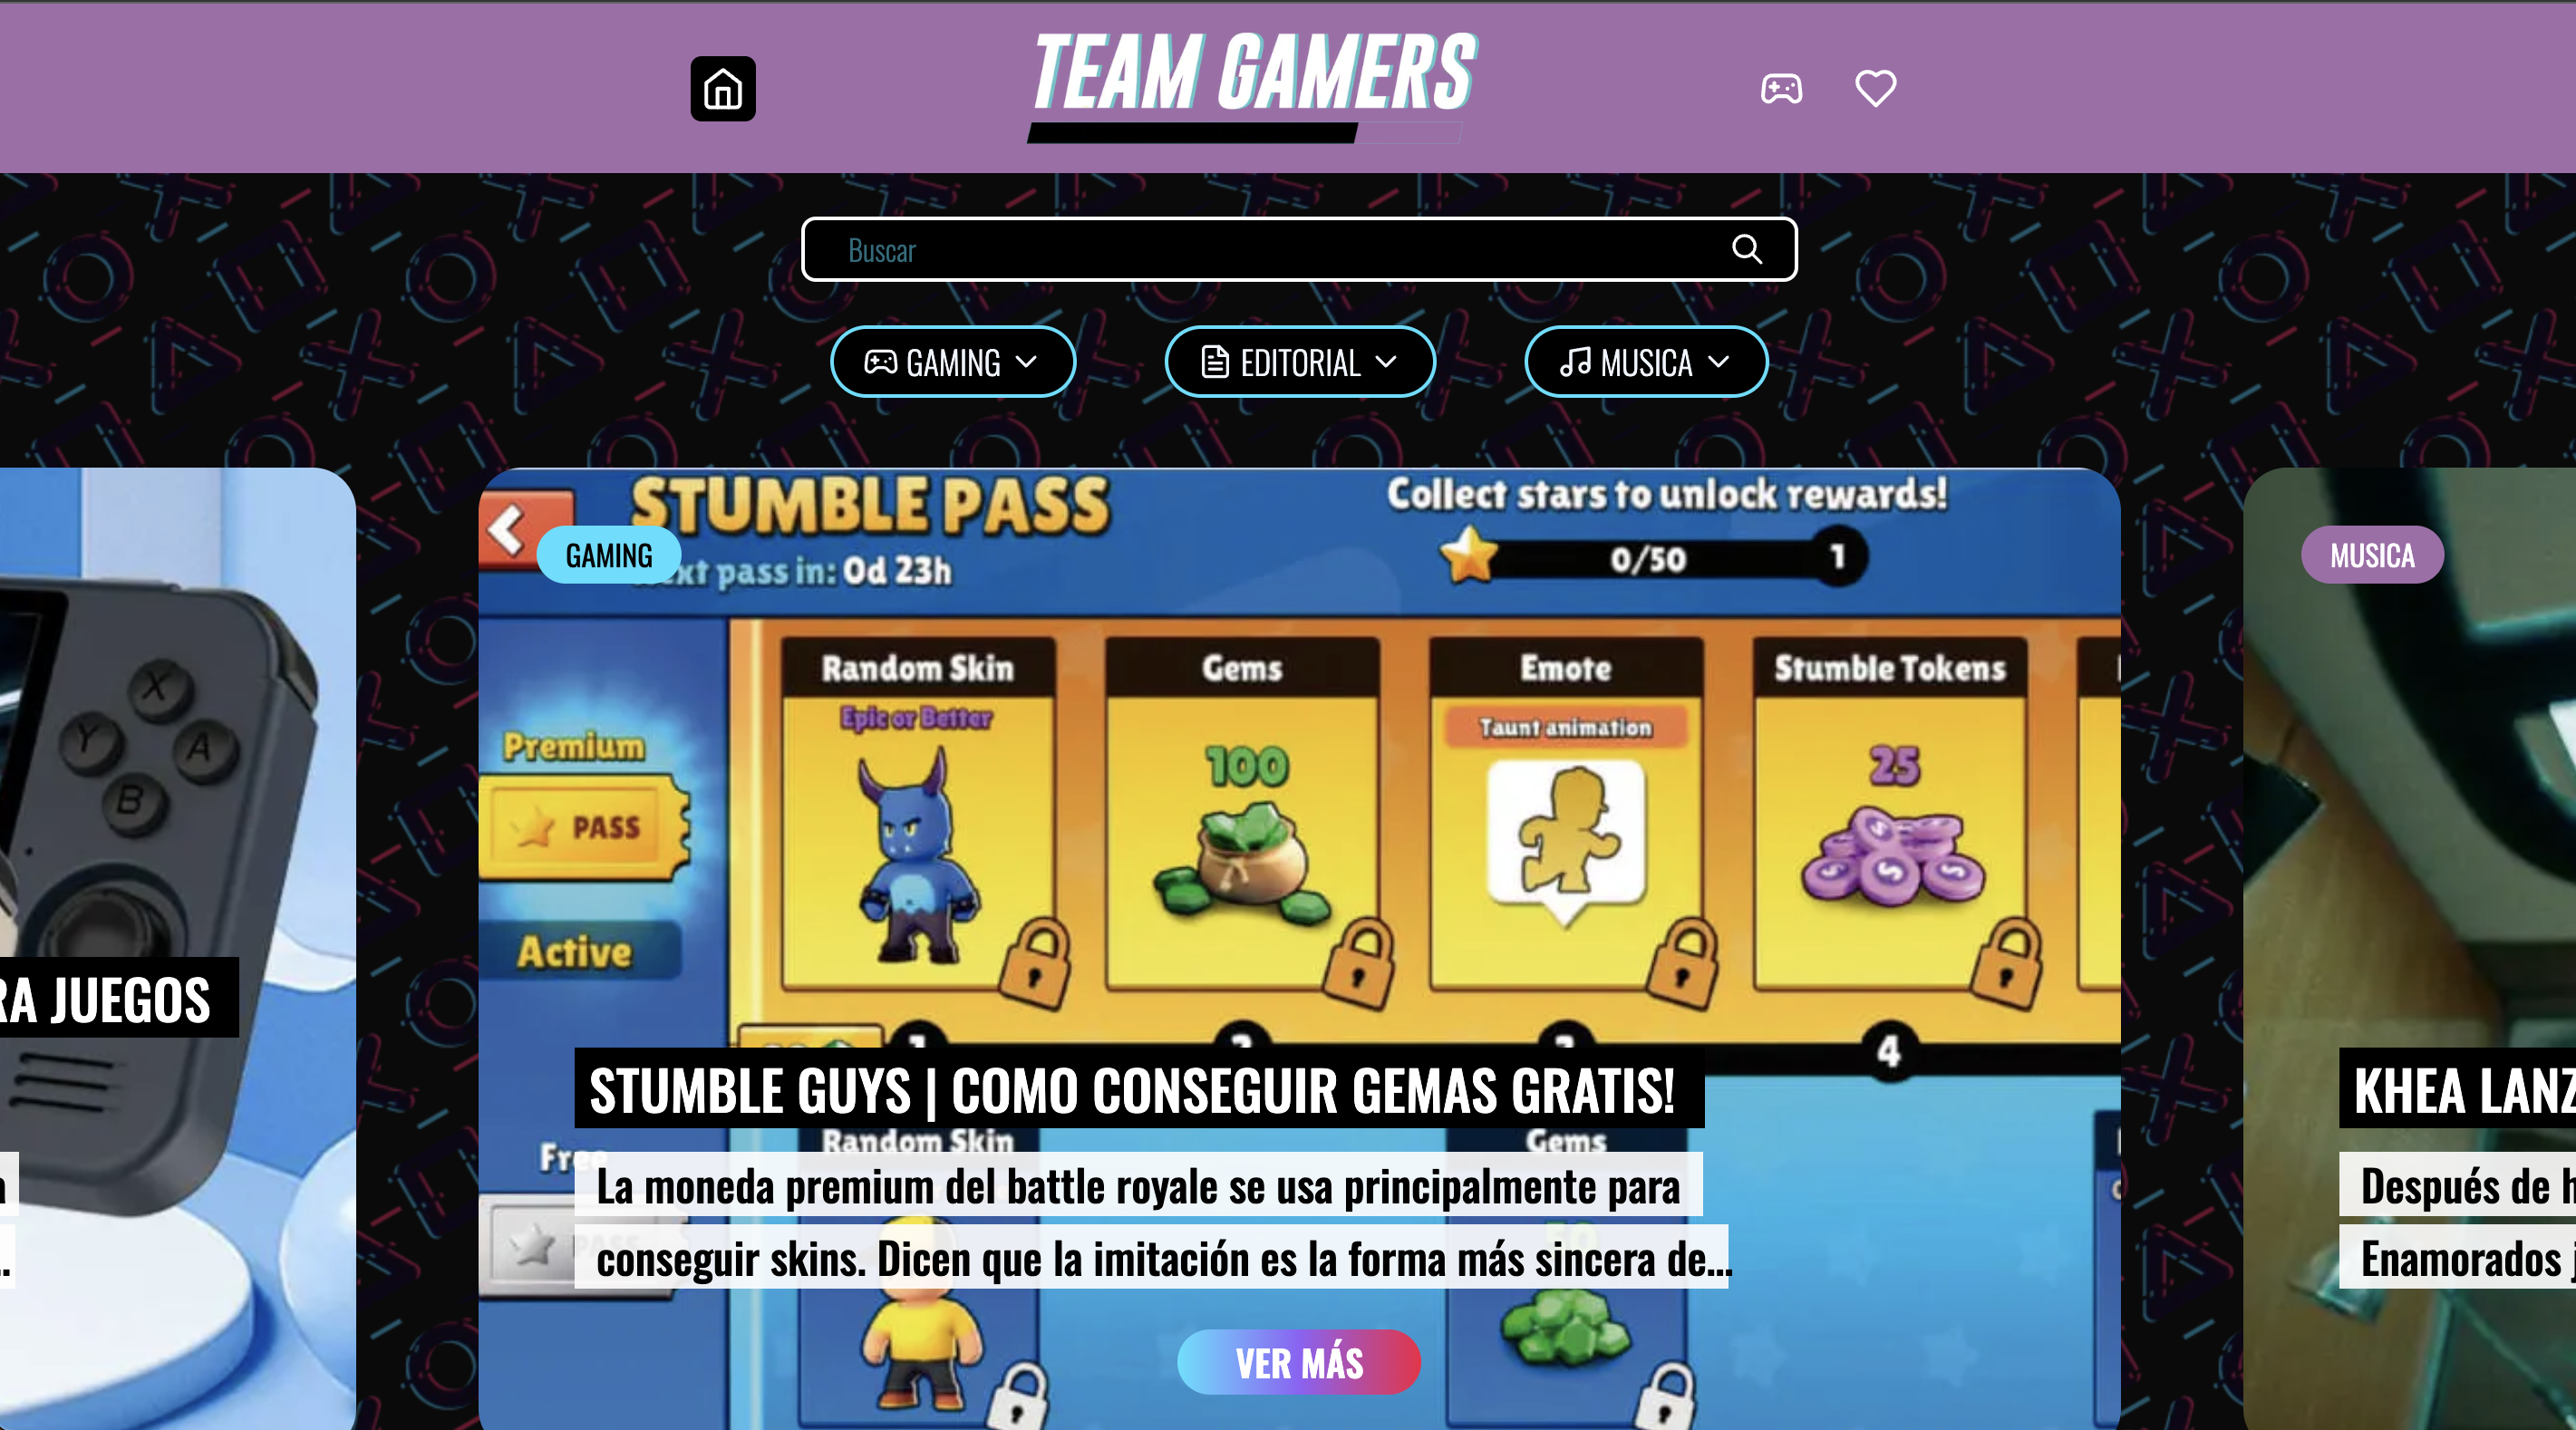 TEAM GAMERS
Buscar
GAMING
EDITORIAL
MUSICA
STUMBLE PASS
Collect stars to unlock rewards!
GAMING
pass in: 0d 23h
0/50
1
MUSICA
Random Skin
Gems
Emote
Stumble Tokens
Epic or Better
Taunt animation
X
Y
A
B
Premium
100
25
PASS
Active
RA JUEGOS
4
STUMBLE GUYS | COMO CONSEGUIR GEMAS GRATIS!
KHEA LANZ
Random Skin
Gems
Free
La moneda premium del battle royale se usa principalmente para
conseguir skins. Dicen que la imitación es la forma más sincera de...
Después de h
Enamorados j
PASS
VER MÁS